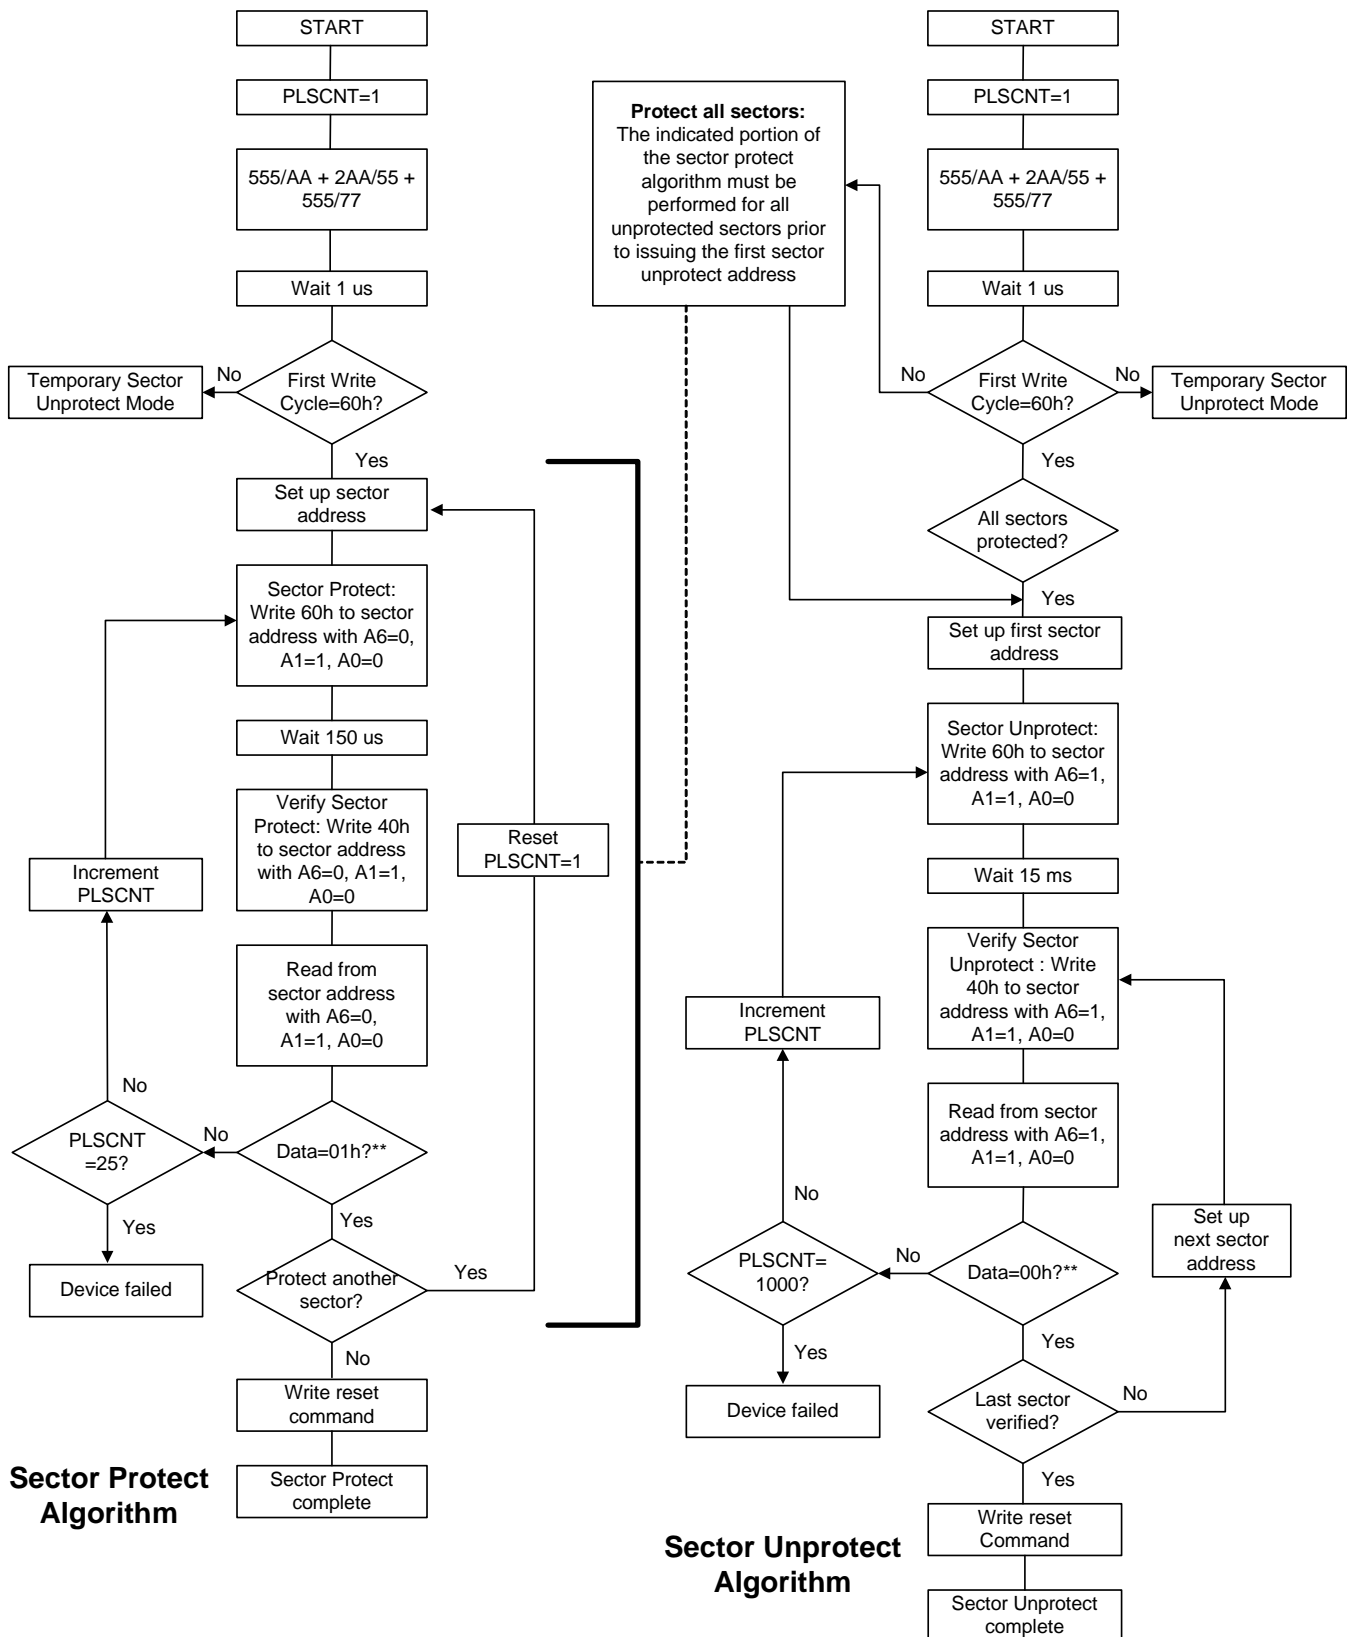 START
PLSCNT=1
555/AA + 2AA/55 +
555/77
Wait 1 us
First Write
Cycle=60h?
No
Temporary Sector
Unprotect Mode
Yes
Set up sector
address
Sector Protect:
Write 60h to sector
address with A6=0,
A1=1, A0=0
Wait 150 us
Verify Sector
Protect: Write 40h
to sector address
with A6=0, A1=1,
A0=0
Increment
PLSCNT
Reset
PLSCNT=1
Read from
sector address
with A6=0,
A1=1, A0=0
No
PLSCNT
=25?
No
Data=01h?**
Yes
Yes
Device failed
Protect another
sector?
Yes
No
Write reset
command
Sector Protect
complete
Sector Protect
Algorithm
Protect all sectors:
The indicated portion of
the sector protect
algorithm must be
performed for all
unprotected sectors prior
to issuing the first sector
unprotect address
START
PLSCNT=1
555/AA + 2AA/55 +
555/77
Wait 1 us
No
First Write
Cycle=60h?
No
Temporary Sector
Unprotect Mode
Yes
All sectors
protected?
Yes
Set up first sector
address
Sector Unprotect:
Write 60h to sector
address with A6=1,
A1=1, A0=0
Wait 15 ms
Verify Sector
Unprotect : Write
40h to sector
address with A6=1,
A1=1, A0=0
Increment
PLSCNT
Read from sector
address with A6=1,
A1=1, A0=0
No
Set up
next sector
address
PLSCNT=
1000?
No
Data=00h?**
Yes
Yes
Device failed
Last sector
verified?
No
Yes
Write reset
Command
Sector Unprotect
complete
Sector Unprotect
Algorithm